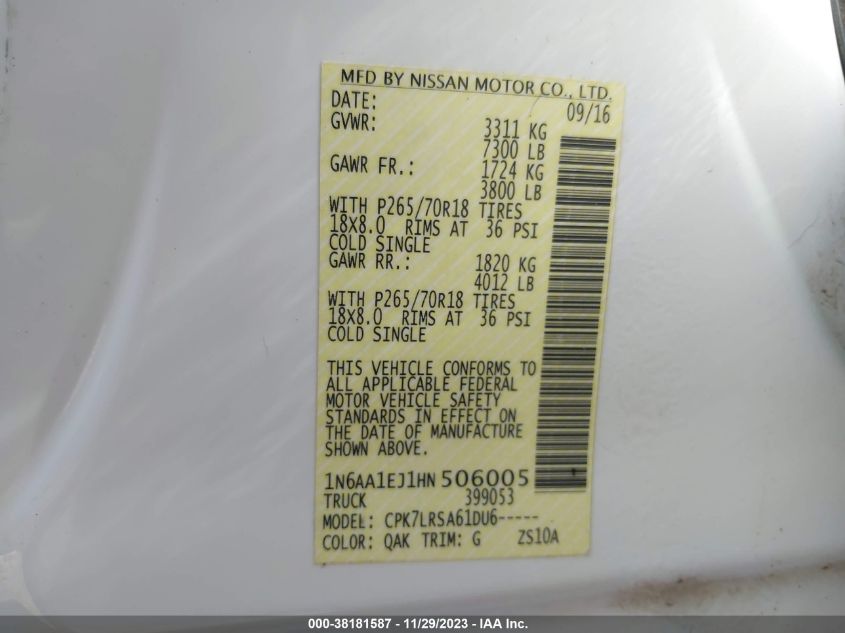 MFD BY NISSAN MOTOR CO., LTD.
DATE: 09/16
GVWR: 3311 KG
7300 LB
GAWR FR.: 1724 KG
3800 LB
WITH P265/70R18 TIRES
18X8.0 RIMS AT 36 PSI
COLD SINGLE
GAWR RR.: 1820 KG
4012 LB
WITH P265/70R18 TIRES
18X8.0 RIMS AT 36 PSI
COLD SINGLE
THIS VEHICLE CONFORMS TO
ALL APPLICABLE FEDERAL
MOTOR VEHICLE SAFETY
STANDARDS IN EFFECT ON
THE DATE OF MANUFACTURE
SHOWN ABOVE.
1N6AA1EJ1HN506005
TRUCK 399053
MODEL: CPK7LRSA61DU6-----
COLOR: QAK TRIM: G ZS10A
000-38181587 - 11/29/2023 - IAA Inc.